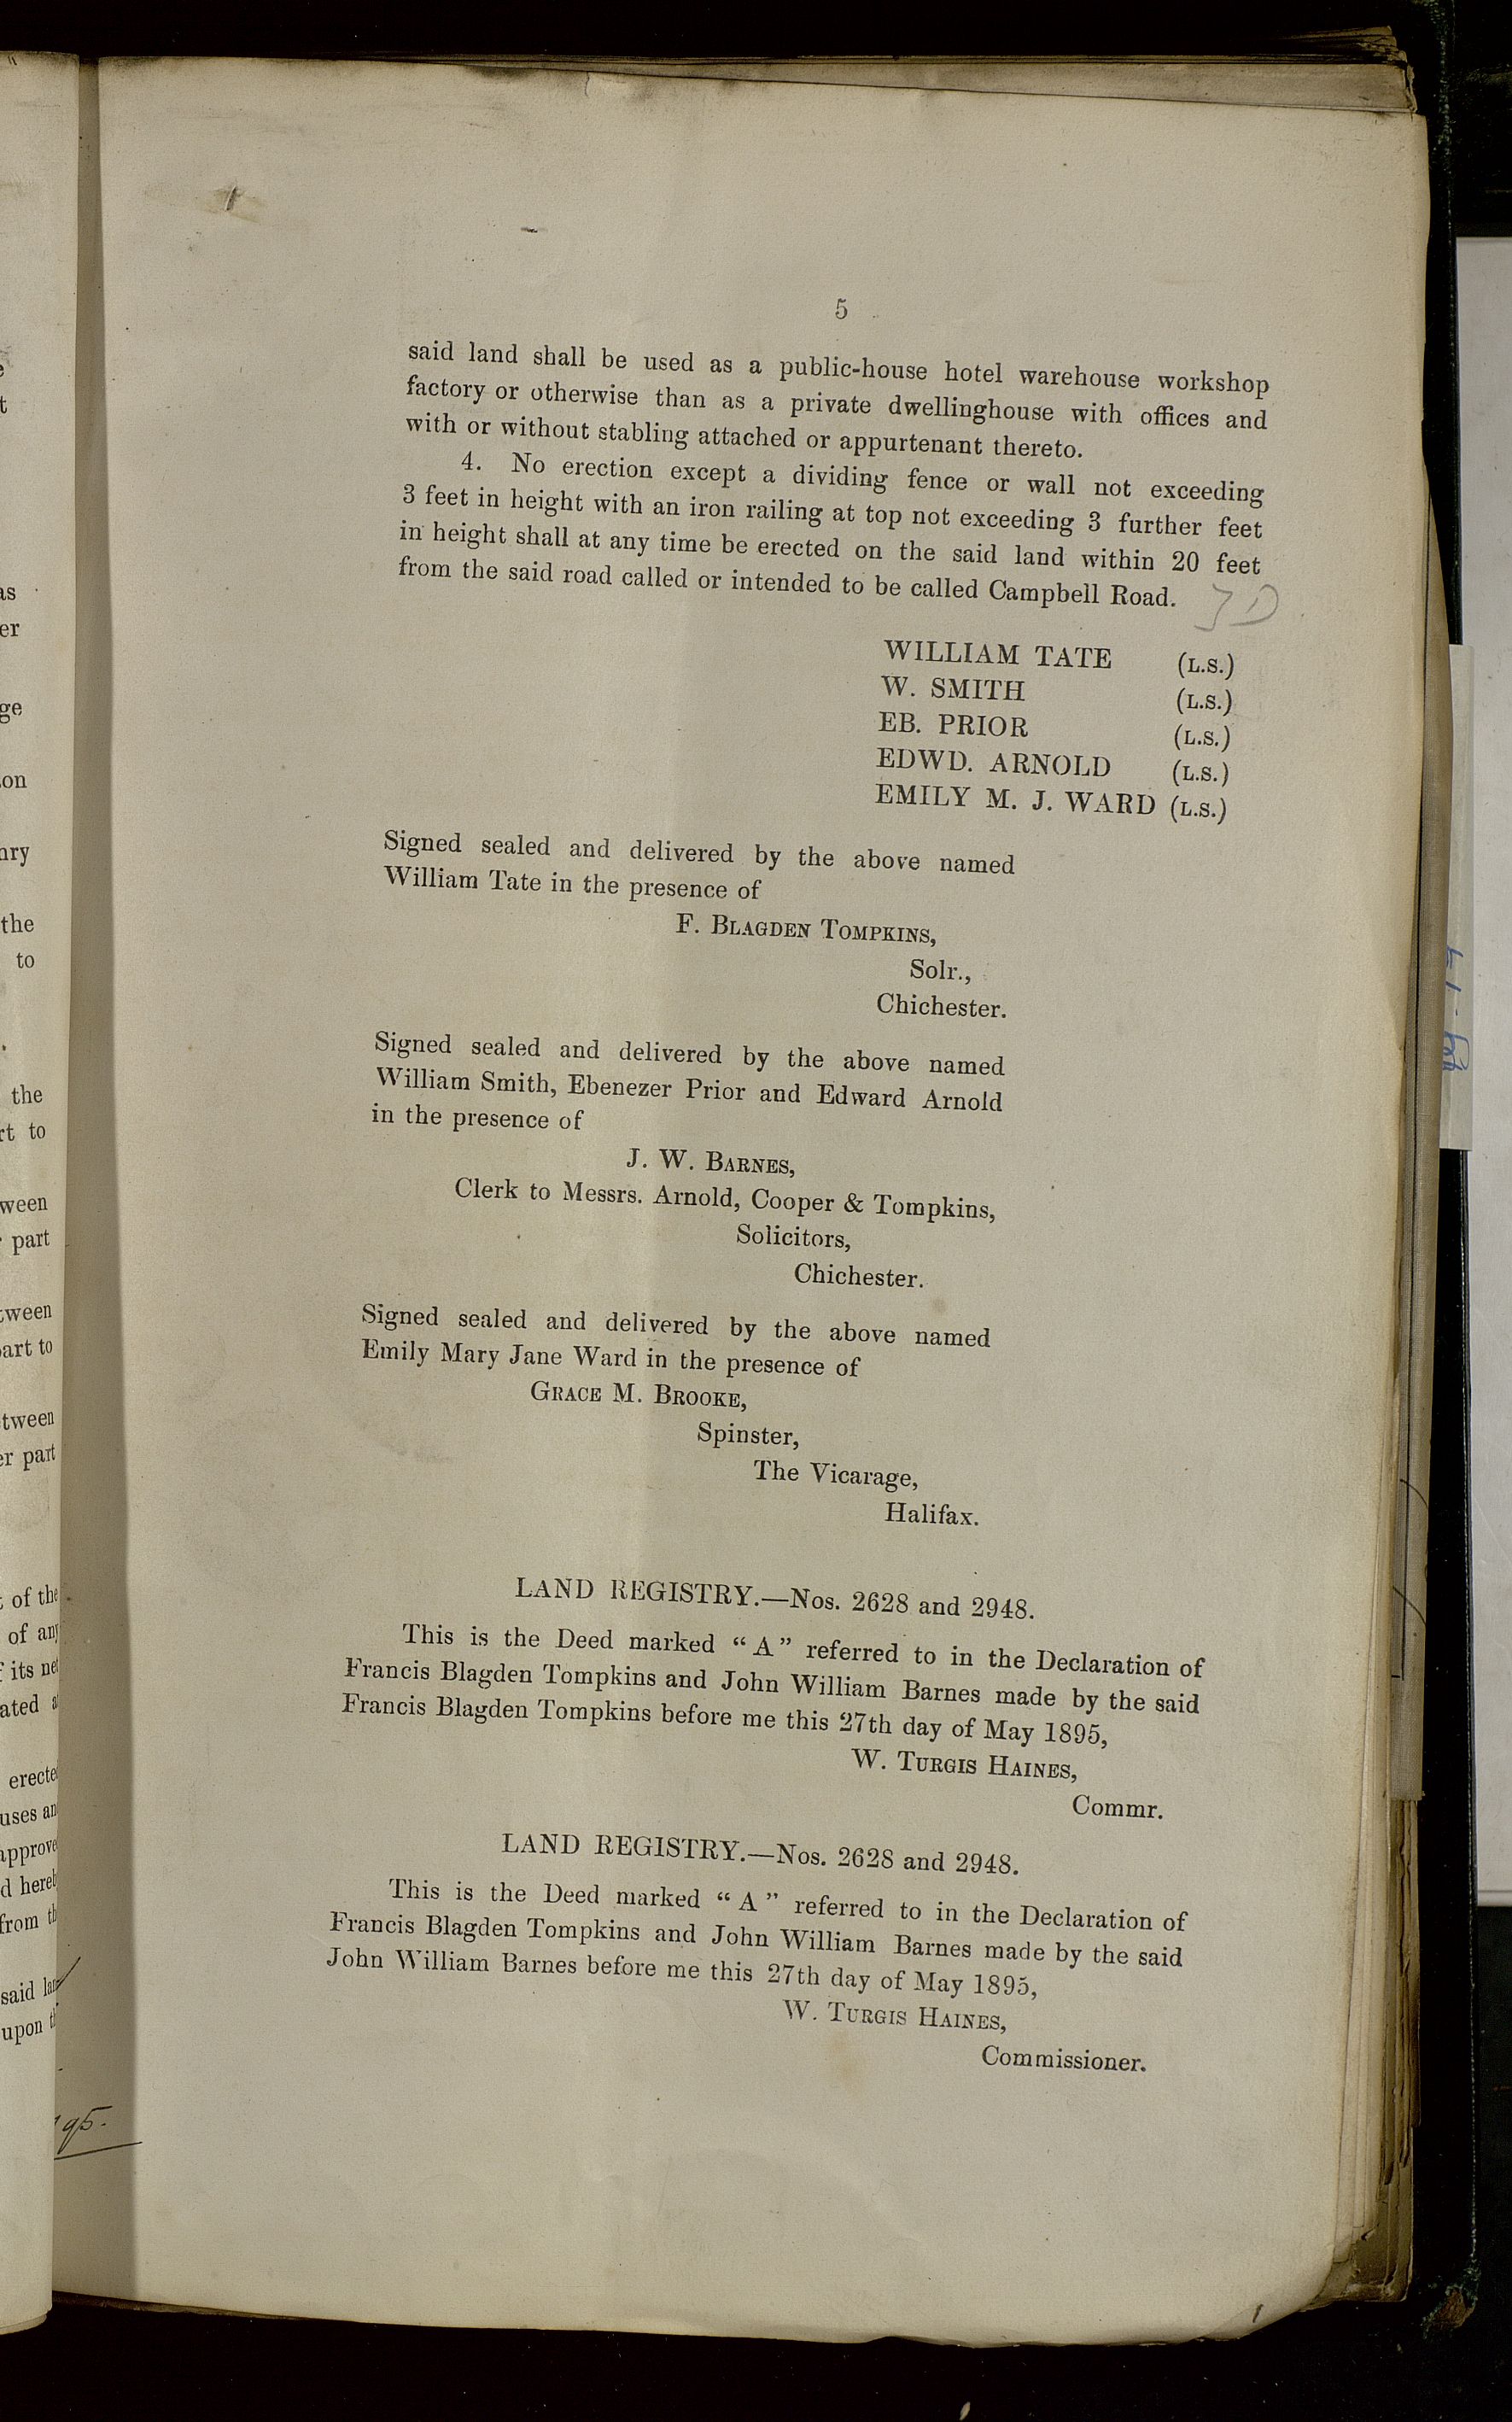 5
said land shall be used as a public-house hotel warehouse workshop
factory or otherwise than as a private dwellinghouse with offices and
with or without stabling attached or appurtenant thereto.
4. No erection except a dividing fence or wall not exceeding
3 feet in height with an iron railing at top not exceeding 3 further feet
in height shall at any time be erected on the said land within 20 feet
from the said road called or intended to be called Campbell Road.
WILLIAM TATE (L.S.)
W. SMITH (L.S.)
EB. PRIOR (L.S.)
EDWD. ARNOLD (L.S.)
EMILY M. J. WARD (L.S.)
Signed sealed and delivered by the above named
William Tate in the presence of
F. BLAGDEN TOMPKINS,
Solr.,
Chichester.
Signed sealed and delivered by the above named
William Smith, Ebenezer Prior and Edward Arnold
in the presence of
J. W. BARNES,
Clerk to Messrs. Arnold, Cooper & Tompkins,
Solicitors,
Chichester.
Signed sealed and delivered by the above named
Emily Mary Jane Ward in the presence of
GRACE M. BROOKE,
Spinster,
The Vicarage,
Halifax.
LAND REGISTRY.—Nos. 2628 and 2948.
This is the Deed marked “A” referred to in the Declaration of
Francis Blagden Tompkins and John William Barnes made by the said
Francis Blagden Tompkins before me this 27th day of May 1895,
W. TURGIS HAINES,
Commr.
LAND REGISTRY.—Nos. 2628 and 2948.
This is the Deed marked “A” referred to in the Declaration of
Francis Blagden Tompkins and John William Barnes made by the said
John William Barnes before me this 27th day of May 1895,
W. TURGIS HAINES,
Commissioner.